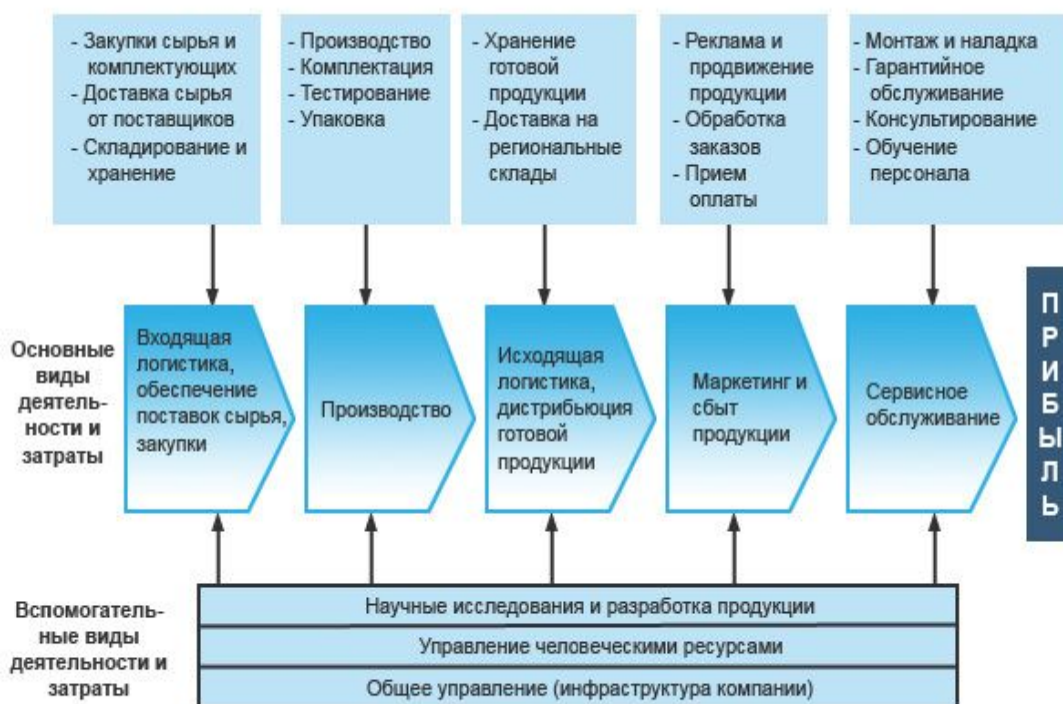 - Закупки сырья и
комплектующих
- Доставка сырья
от поставщиков
- Складирование и
хранение
- Производство
- Комплектация
- Тестирование
- Упаковка
- Хранение
готовой
продукции
- Доставка на
региональные
склады
- Реклама и
продвижение
продукции
- Обработка
заказов
- Прием
оплаты
- Монтаж и наладка
- Гарантийное
обслуживание
- Консультирование
- Обучение
персонала
Основные
виды
деятель-
ности и
затраты
Входящая
логистика,
обеспечение
поставок сырья,
закупки
Производство
Исходящая
логистика,
дистрибьюция
готовой
продукции
Маркетинг и
сбыт
продукции
Сервисное
обслуживание
ПРИБЫЛЬ
Вспомогатель-
ные виды
деятельности и
затраты
Научные исследования и разработка продукции
Управление человеческими ресурсами
Общее управление (инфраструктура компании)